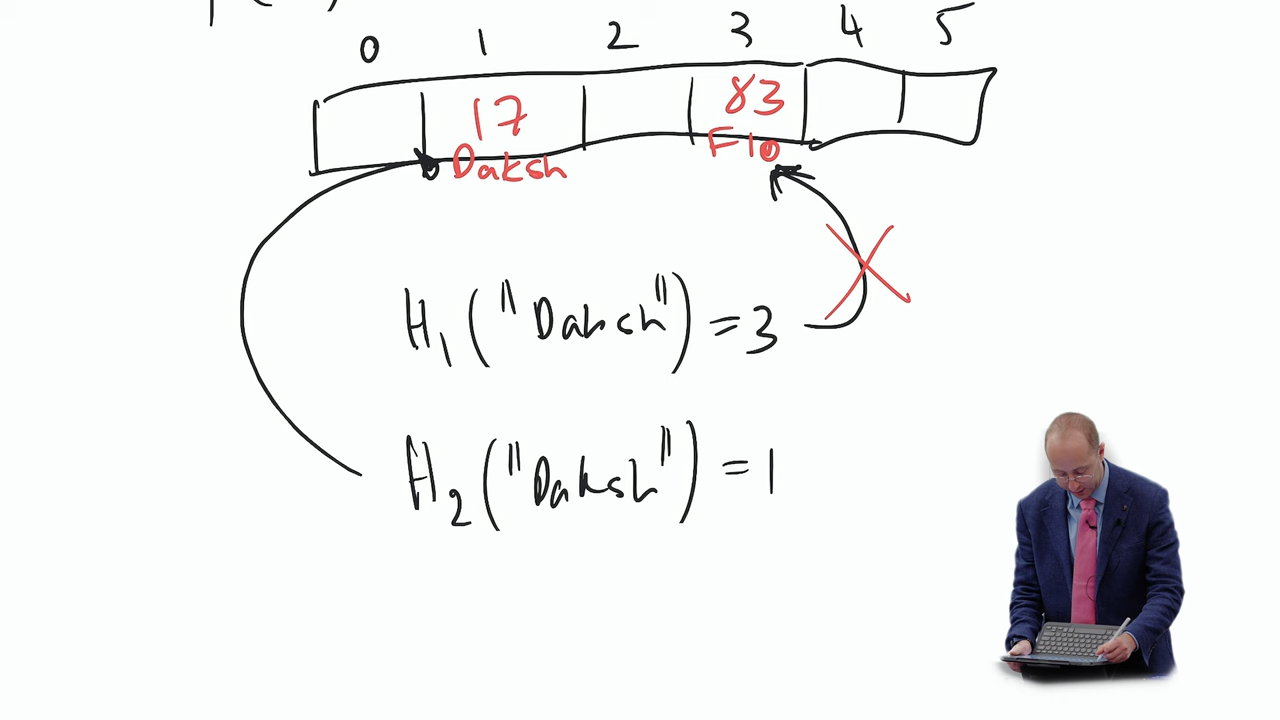 0 1 2 3 4 5
17 83
Daksh Flo
H₁("Daksh") = 3
H₂("Daksh") = 1